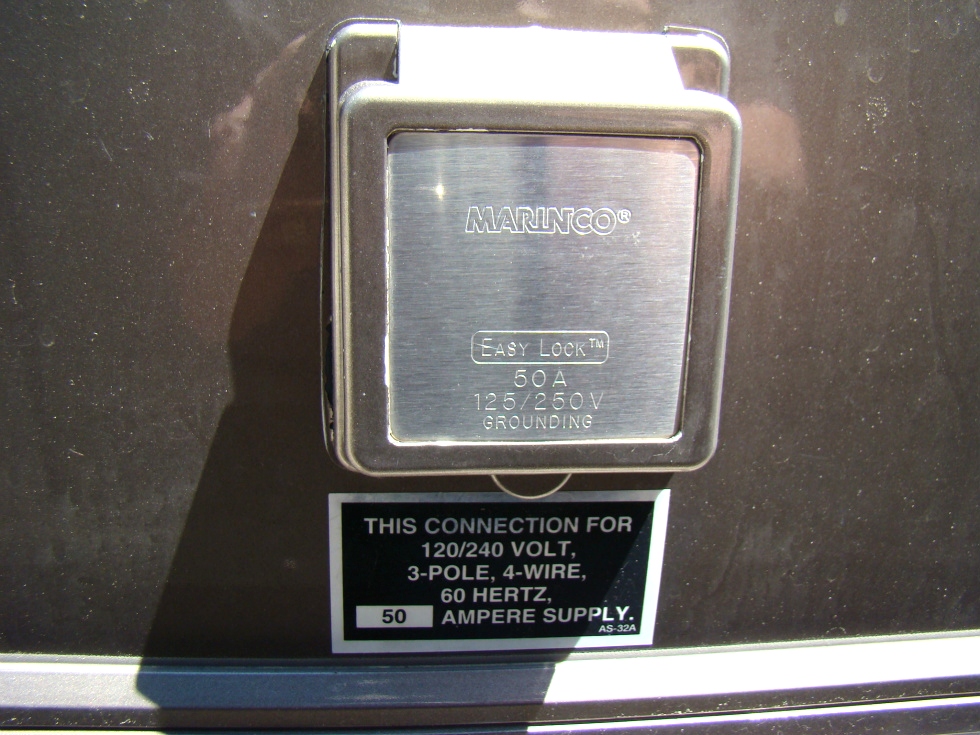 MARINCO®
EASY LOCK™
50A
125/250V
GROUNDING
THIS CONNECTION FOR
120/240 VOLT,
3-POLE, 4-WIRE,
60 HERTZ,
50 AMPERE SUPPLY.
AS-32A